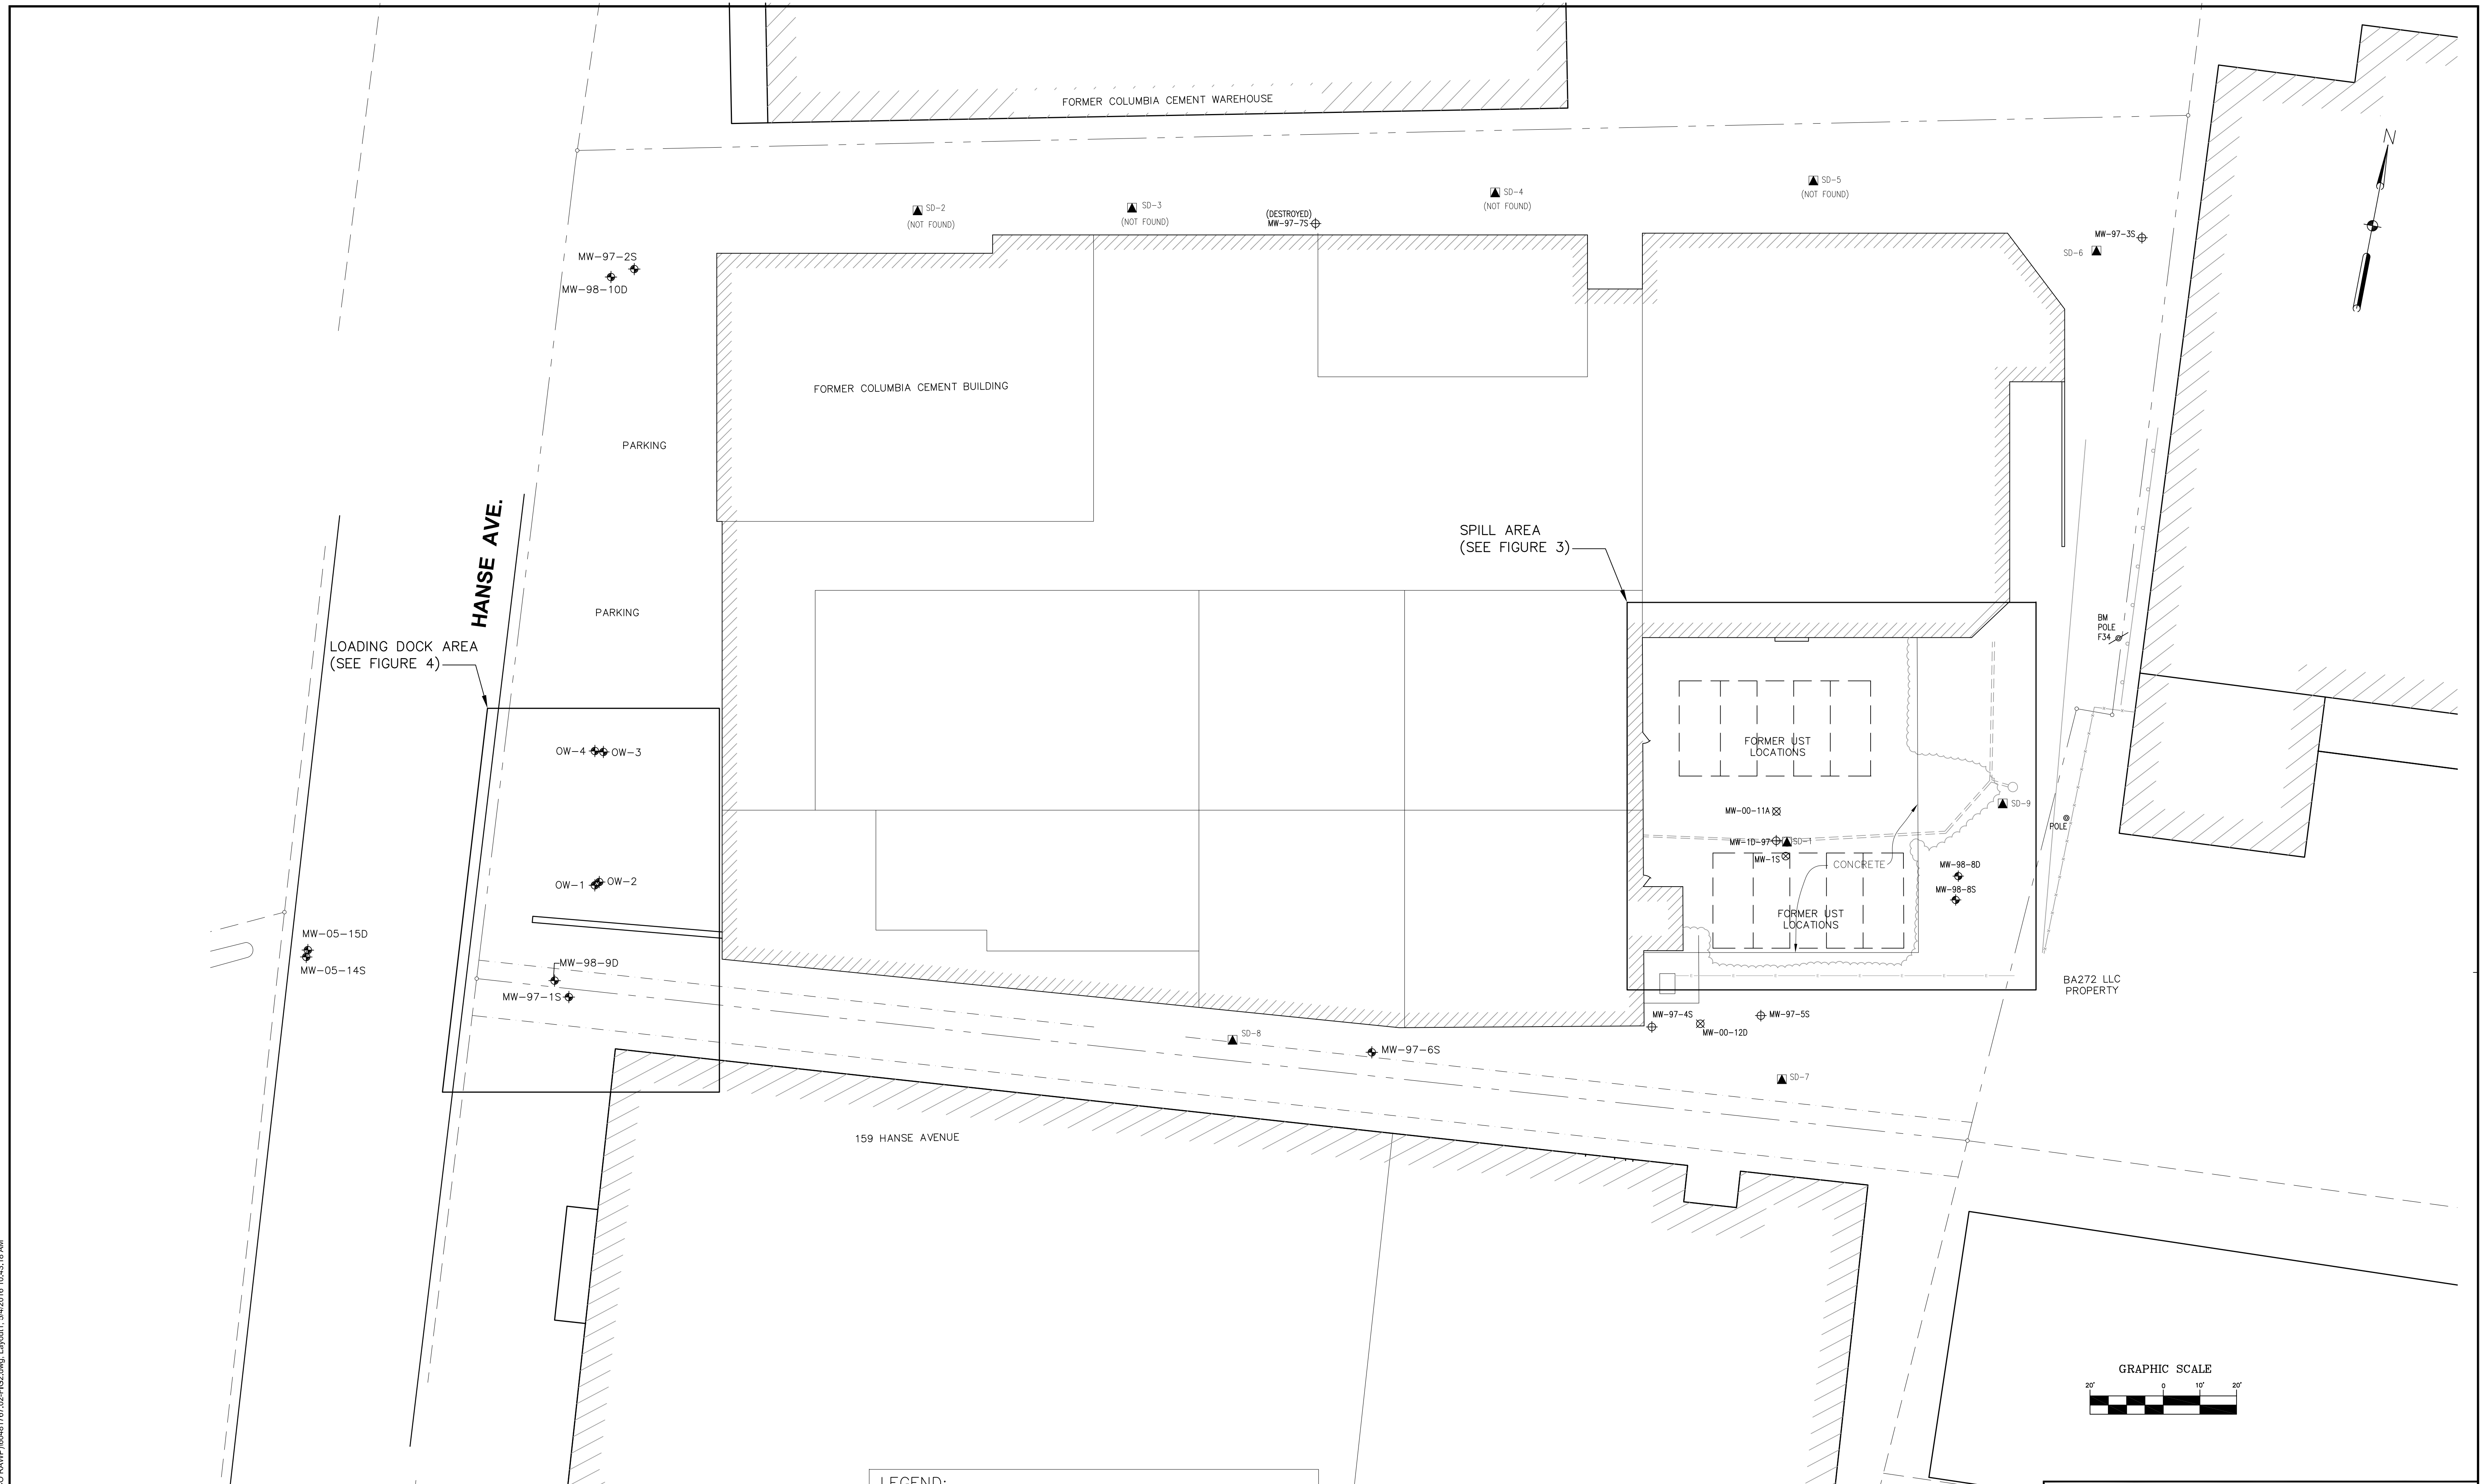 FORMER COLUMBIA CEMENT WAREHOUSE
N
SD-2
(NOT FOUND)
SD-3
(NOT FOUND)
(DESTROYED)
MW-97-7S
SD-4
(NOT FOUND)
SD-5
(NOT FOUND)
MW-97-3S
SD-6
MW-97-2S
MW-98-10D
FORMER COLUMBIA CEMENT BUILDING
PARKING
HANSE AVE.
SPILL AREA
(SEE FIGURE 3)
PARKING
LOADING DOCK AREA
(SEE FIGURE 4)
BM
POLE
F34
OW-4
OW-3
FORMER UST
LOCATIONS
MW-00-11A
SD-9
POLE
MW-1D-97
SD-1
MW-1S
CONCRETE
MW-98-8D
MW-98-8S
OW-1
OW-2
FORMER UST
LOCATIONS
MW-05-15D
MW-05-14S
MW-98-9D
MW-97-1S
BA272 LLC
PROPERTY
MW-97-4S
MW-97-5S
MW-00-12D
SD-8
MW-97-6S
SD-7
159 HANSE AVENUE
GRAPHIC SCALE
20' 0 10' 20'
LEGEND: